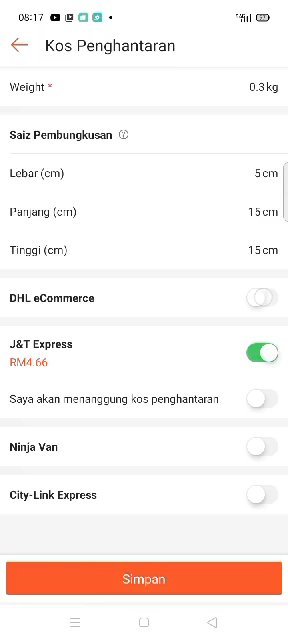 08:17
Kos Penghantaran
Weight * 0.3 kg
Saiz Pembungkusan ?
Lebar (cm) 5 cm
Panjang (cm) 15 cm
Tinggi (cm) 15 cm
DHL eCommerce
J&T Express
RM4.66
Saya akan menanggung kos penghantaran
Ninja Van
City-Link Express
Simpan